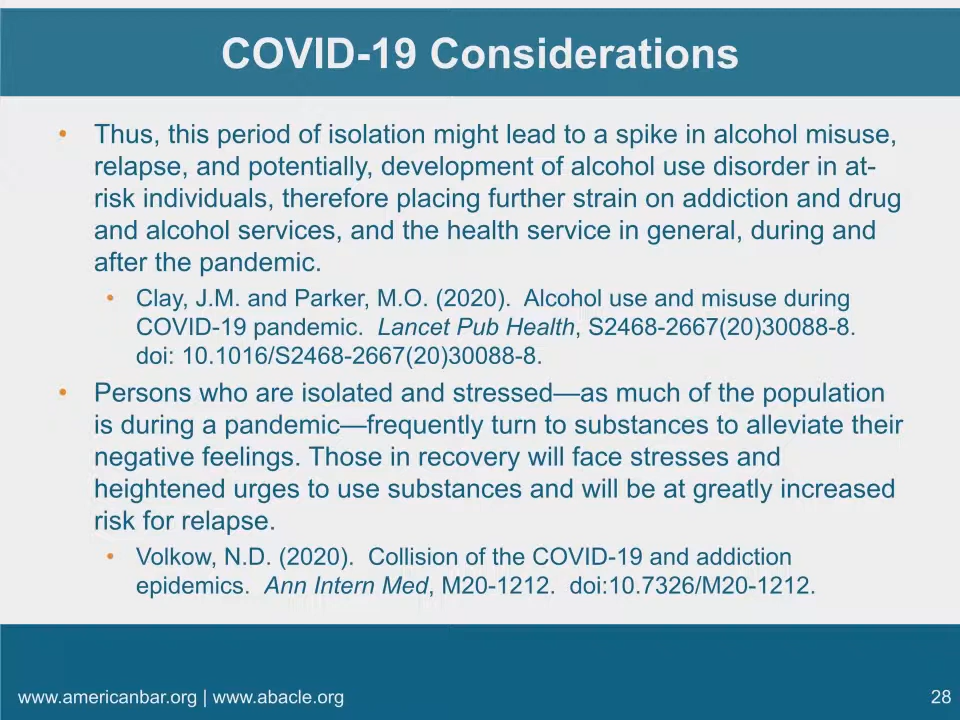 COVID-19 Considerations
• Thus, this period of isolation might lead to a spike in alcohol misuse,
relapse, and potentially, development of alcohol use disorder in at-
risk individuals, therefore placing further strain on addiction and drug
and alcohol services, and the health service in general, during and
after the pandemic.
• Clay, J.M. and Parker, M.O. (2020).  Alcohol use and misuse during
COVID-19 pandemic.  Lancet Pub Health, S2468-2667(20)30088-8.
doi: 10.1016/S2468-2667(20)30088-8.
• Persons who are isolated and stressed—as much of the population
is during a pandemic—frequently turn to substances to alleviate their
negative feelings. Those in recovery will face stresses and
heightened urges to use substances and will be at greatly increased
risk for relapse.
• Volkow, N.D. (2020).  Collision of the COVID-19 and addiction
epidemics.  Ann Intern Med, M20-1212.  doi:10.7326/M20-1212.
www.americanbar.org | www.abacle.org
28